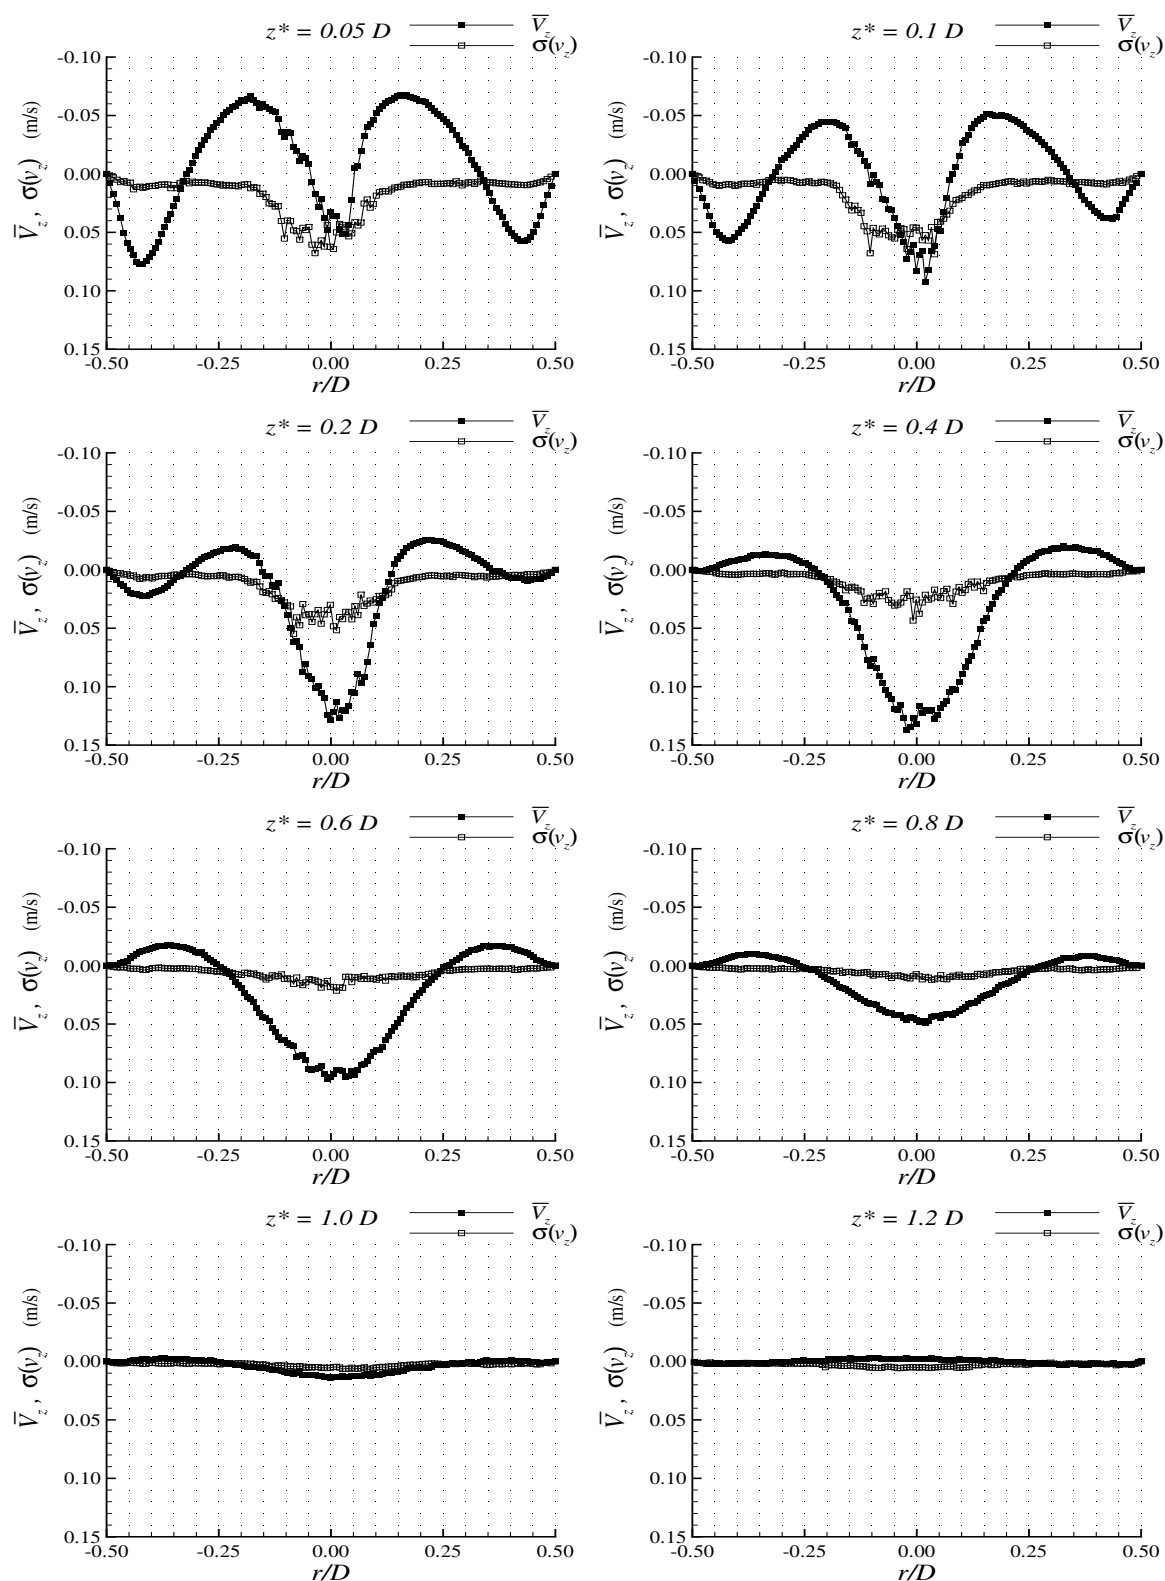 z* = 0.05 D
V̅z
σ(vz)
-0.10
-0.05
0.00
0.05
0.10
0.15
V̅z , σ(vz) (m/s)
-0.50 -0.25 0.00 0.25 0.50
r/D
z* = 0.1 D
V̅z
σ(vz)
-0.10
-0.05
0.00
0.05
0.10
0.15
V̅z , σ(vz) (m/s)
-0.50 -0.25 0.00 0.25 0.50
r/D
z* = 0.2 D
V̅z
σ(vz)
-0.10
-0.05
0.00
0.05
0.10
0.15
V̅z , σ(vz) (m/s)
-0.50 -0.25 0.00 0.25 0.50
r/D
z* = 0.4 D
V̅z
σ(vz)
-0.10
-0.05
0.00
0.05
0.10
0.15
V̅z , σ(vz) (m/s)
-0.50 -0.25 0.00 0.25 0.50
r/D
z* = 0.6 D
V̅z
σ(vz)
-0.10
-0.05
0.00
0.05
0.10
0.15
V̅z , σ(vz) (m/s)
-0.50 -0.25 0.00 0.25 0.50
r/D
z* = 0.8 D
V̅z
σ(vz)
-0.10
-0.05
0.00
0.05
0.10
0.15
V̅z , σ(vz) (m/s)
-0.50 -0.25 0.00 0.25 0.50
r/D
z* = 1.0 D
V̅z
σ(vz)
-0.10
-0.05
0.00
0.05
0.10
0.15
V̅z , σ(vz) (m/s)
-0.50 -0.25 0.00 0.25 0.50
r/D
z* = 1.2 D
V̅z
σ(vz)
-0.10
-0.05
0.00
0.05
0.10
0.15
V̅z , σ(vz) (m/s)
-0.50 -0.25 0.00 0.25 0.50
r/D